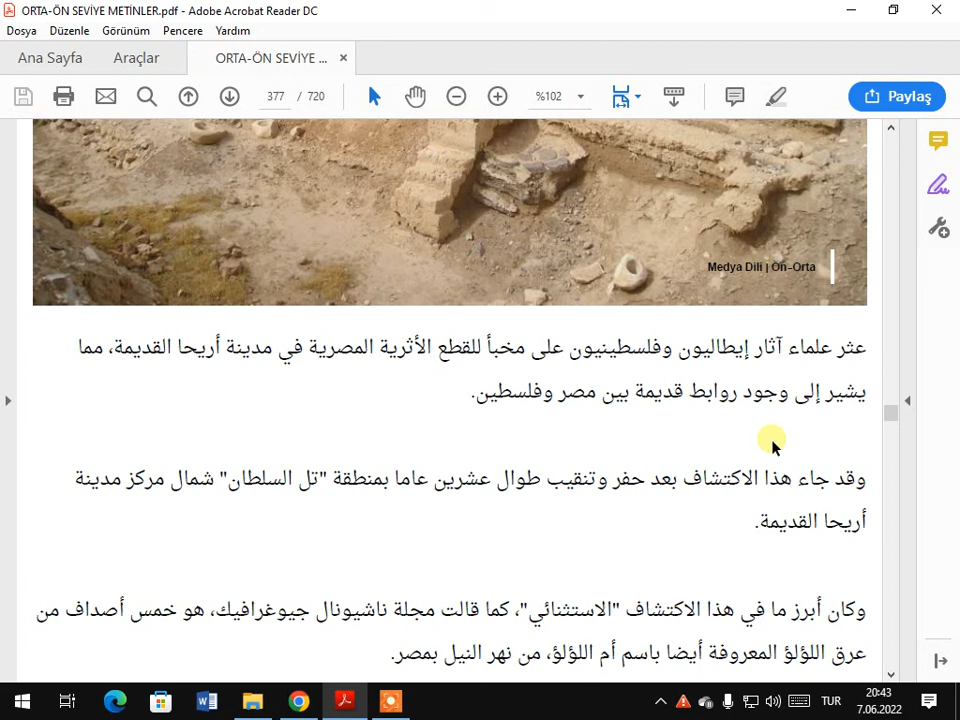 ORTA-ÖN SEVİYE METİNLER.pdf - Adobe Acrobat Reader DC
Dosya Düzenle Görünüm Pencere Yardım
Ana Sayfa Araçlar ORTA-ÖN SEVİYE ...
377 / 720 %102 Paylaş
Medya Dili | Ön-Orta
عثر علماء آثار إيطاليون وفلسطينيون على مخبأ للقطع الأثرية المصرية في مدينة أريحا القديمة، مما
يشير إلى وجود روابط قديمة بين مصر وفلسطين.
وقد جاء هذا الاكتشاف بعد حفر وتنقيب طوال عشرين عاما بمنطقة "تل السلطان" شمال مركز مدينة
أريحا القديمة.
وكان أبرز ما في هذا الاكتشاف "الاستثنائي"، كما قالت مجلة ناشيونال جيوغرافيك، هو خمس أصداف من
عرق اللؤلؤ المعروفة أيضا باسم أم اللؤلؤ، من نهر النيل بمصر.
TUR 20:43
7.06.2022